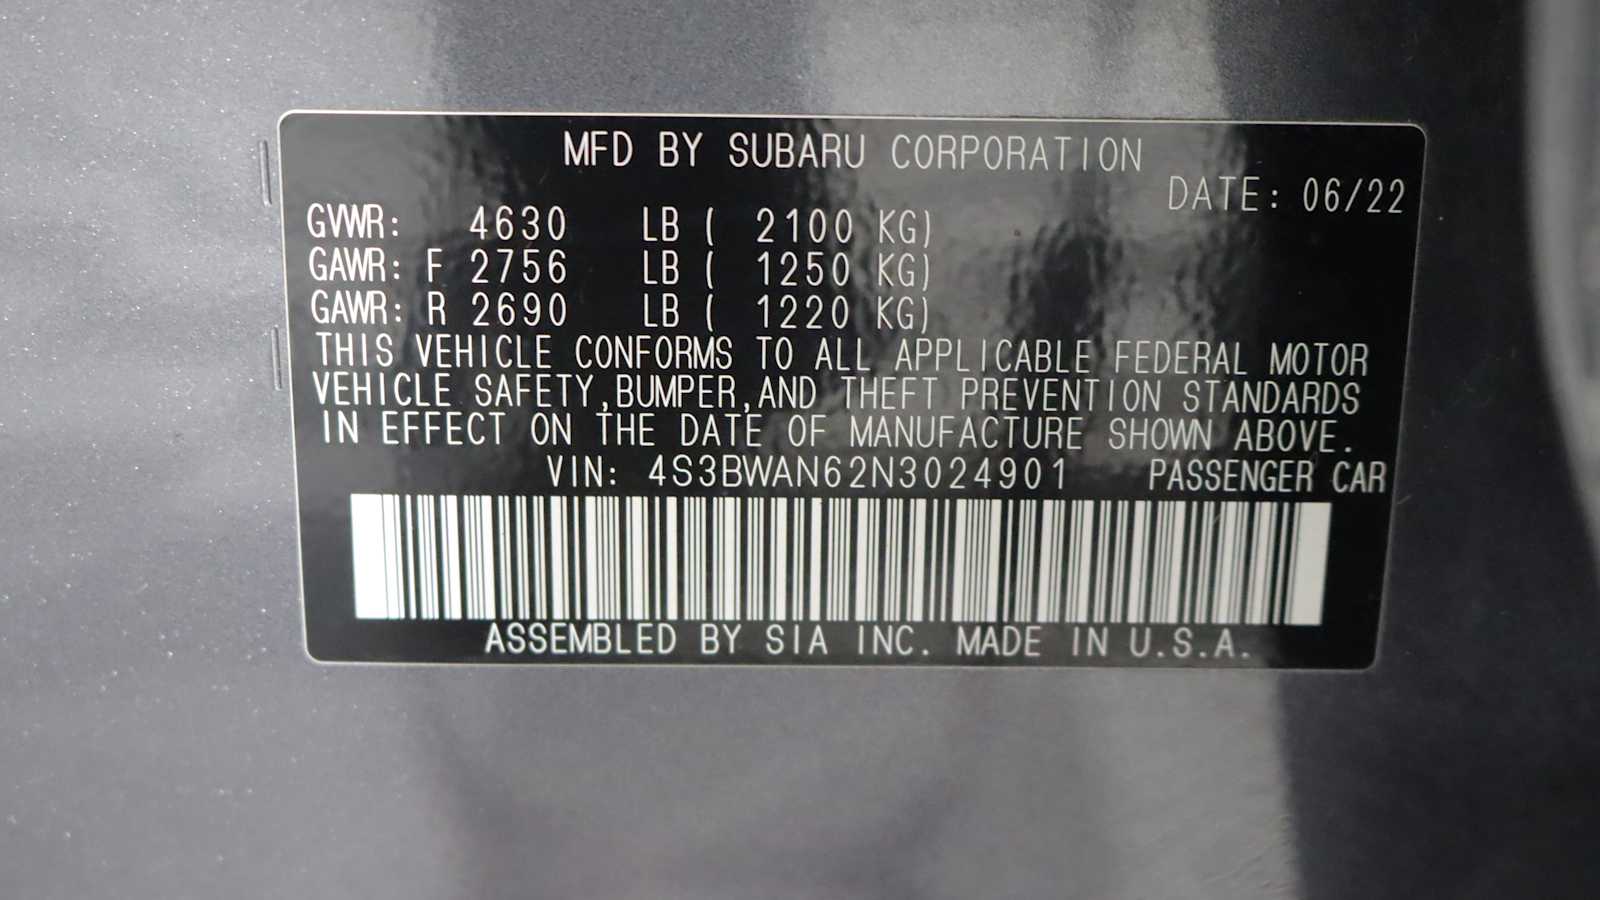 MFD BY SUBARU CORPORATION
DATE: 06/22
GVWR: 4630 LB ( 2100 KG)
GAWR: F 2756 LB ( 1250 KG)
GAWR: R 2690 LB ( 1220 KG)
THIS VEHICLE CONFORMS TO ALL APPLICABLE FEDERAL MOTOR
VEHICLE SAFETY,BUMPER,AND THEFT PREVENTION STANDARDS
IN EFFECT ON THE DATE OF MANUFACTURE SHOWN ABOVE.
VIN: 4S3BWAN62N3024901 PASSENGER CAR
ASSEMBLED BY SIA INC. MADE IN U.S.A.